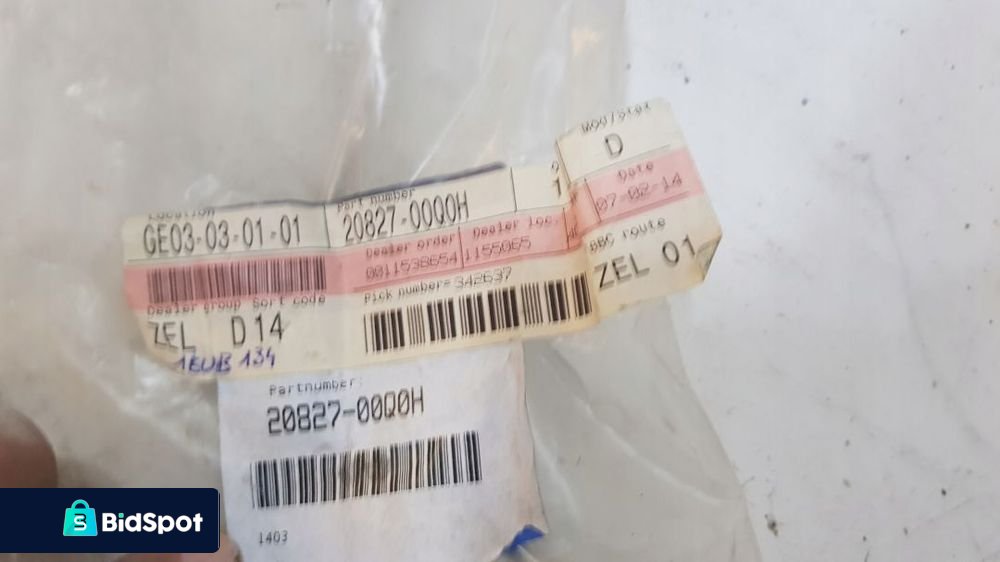 Location
GE03-03-01-01
Part number
20827-00Q0H
1
D
Date
07-02-14
Dealer order
0011538654
Dealer loc.
1155065
Dealer group
Sort code
ZEL
D14
Pick number= 342637
BBC route
ZEL 01
Partnumber:
20827-00Q0H
1403
BidSpot